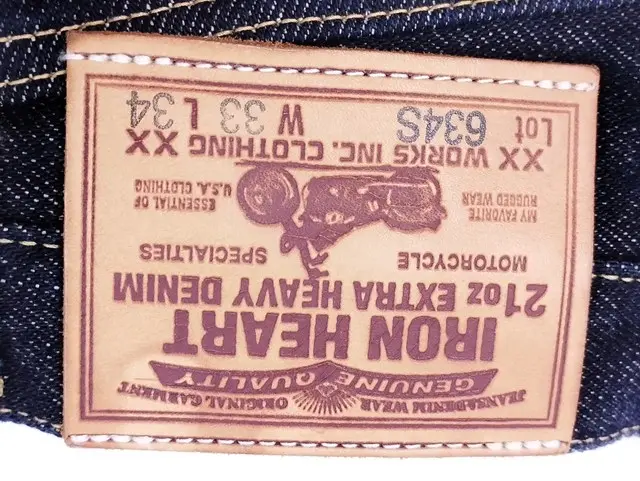 JEANS&DENIM WEAR ORIGINAL GARMENT
GENUINE QUALITY
IRON HEART
21oz EXTRA HEAVY DENIM
MOTORCYCLE SPECIALTIES
MY FAVORITE
RUGGED WEAR
ESSENTIAL OF
U.S.A. CLOTHING
XX WORKS INC. CLOTHING XX
Lot 634S W 33 L 34